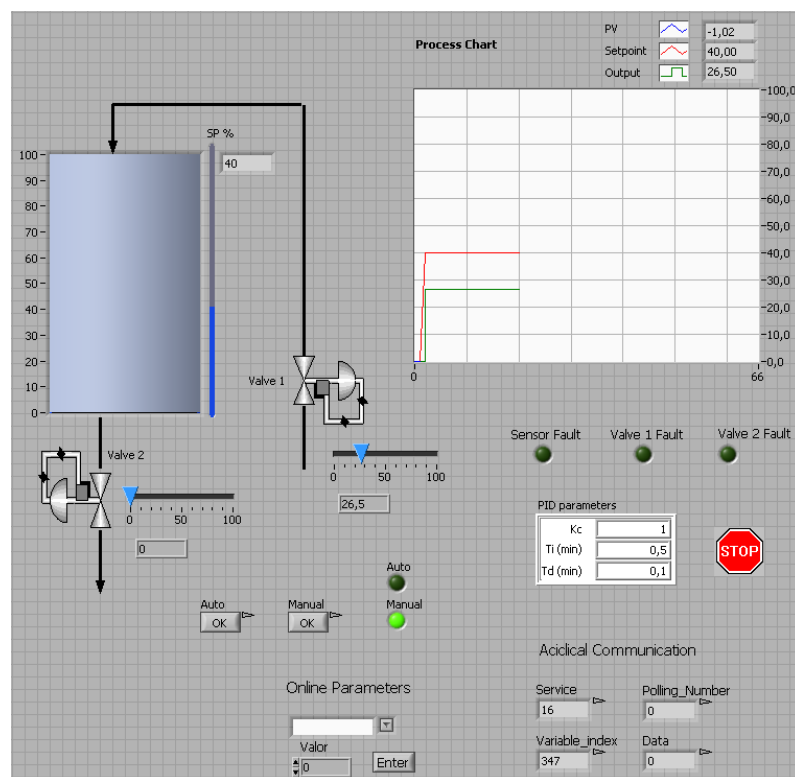 PV -1,02
Process Chart
Setpoint 40,00
Output 26,50
SP %
40
100
90
80
70
60
50
40
30
20
10
0
100,0
90,0
80,0
70,0
60,0
50,0
40,0
30,0
20,0
10,0
0,0
0 66
Valve 1
0 50 100
26,5
Valve 2
0 50 100
0
Sensor Fault Valve 1 Fault Valve 2 Fault
PID parameters
Kc 1
Ti (min) 0,5
Td (min) 0,1
STOP
Auto
Manual
Auto Manual
OK OK
Online Parameters
Valor
0
Enter
Aciclical Communication
Service Polling_Number
16 0
Variable_index Data
347 0